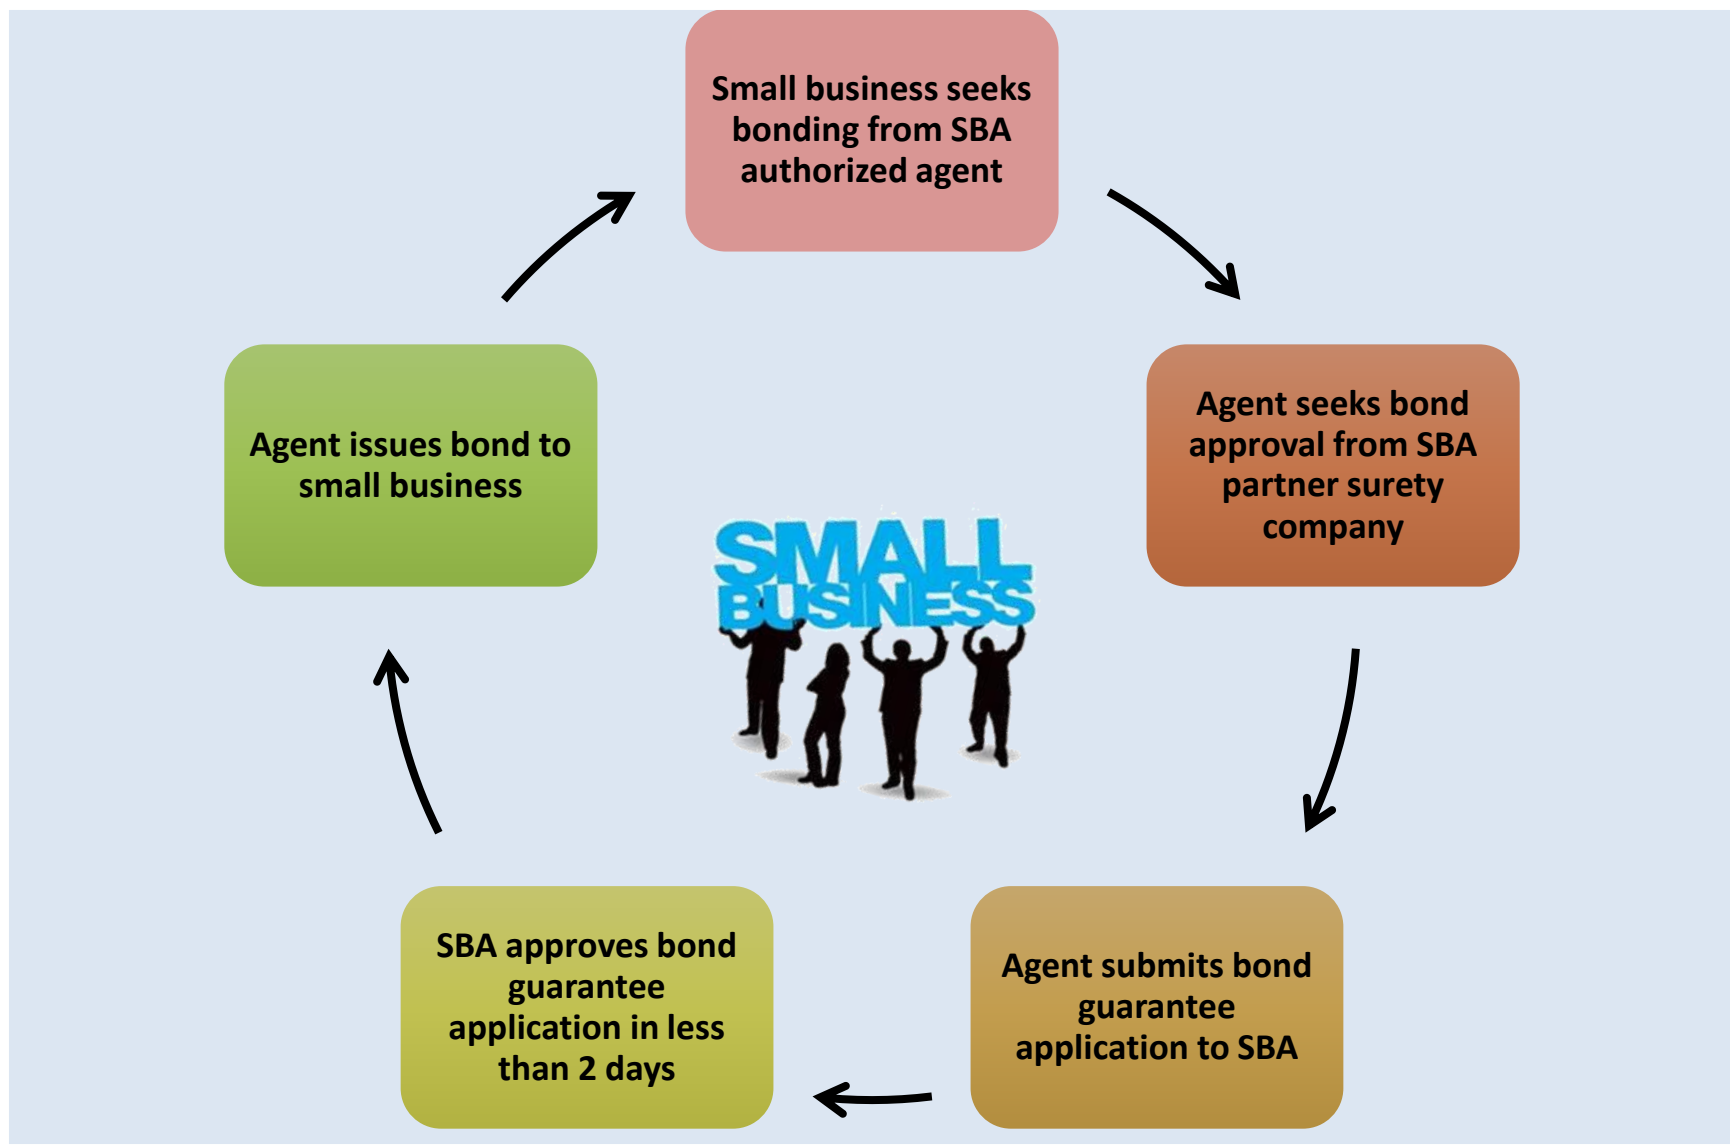 Small business seeks
bonding from SBA
authorized agent
Agent seeks bond
approval from SBA
partner surety
company
Agent submits bond
guarantee
application to SBA
SBA approves bond
guarantee
application in less
than 2 days
Agent issues bond to
small business
SMALL
BUSINESS